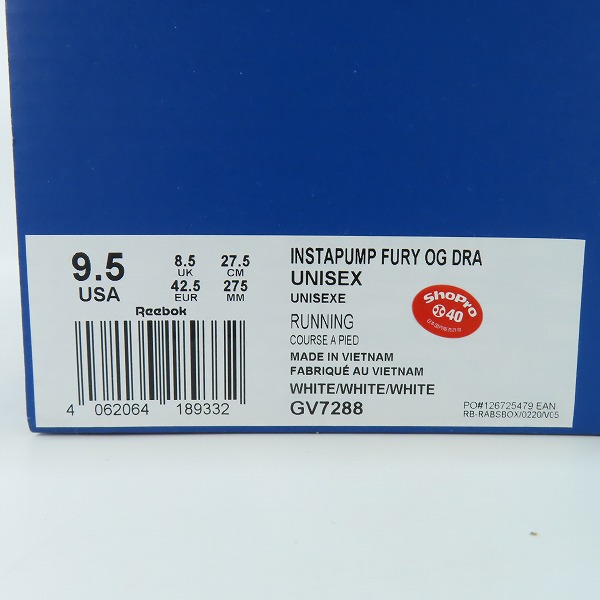 9.5
USA
8.5
UK
42.5
EUR
27.5
CM
275
MM
Reebok
4 062064 189332
INSTAPUMP FURY OG DRA
UNISEX
UNISEXE
RUNNING
COURSE A PIED
MADE IN VIETNAM
FABRIQUÉ AU VIETNAM
WHITE/WHITE/WHITE
GV7288
ShoPro
40
PO#126725479 EAN
RB-RABSBOX/0220/V05